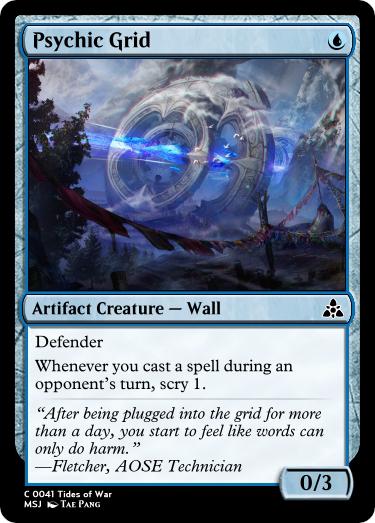 Psychic Grid
Artifact Creature — Wall
Defender
Whenever you cast a spell during an
opponent's turn, scry 1.
“After being plugged into the grid for more
than a day, you start to feel like words can
only do harm.”
—Fletcher, AOSE Technician
0/3
C 0041 Tides of War
MSJ Tae Pang